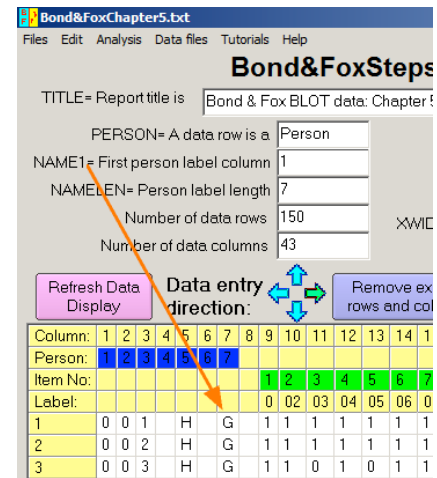 Bond&FoxChapter5.txt
Files Edit Analysis Data files Tutorials Help
Bond&FoxSteps
TITLE= Report title is Bond & Fox BLOT data: Chapter 5
PERSON= A data row is a Person
NAME1= First person label column 1
NAMELEN= Person label length 7
Number of data rows 150
XWID
Number of data columns 43
Refresh Data Display
Data entry direction:
Remove ex
rows and col
Column: 1 2 3 4 5 6 7 8 9 10 11 12 13 14 1
Person: 1 2 3 4 5 6 7
Item No: 1 2 3 4 5 6 7
Label: 0 02 03 04 05 06 0
1 0 0 1 H G 1 1 1 1 1 1 1
2 0 0 2 H G 1 1 1 1 1 1 1
3 0 0 3 H G 1 1 0 1 0 1 1